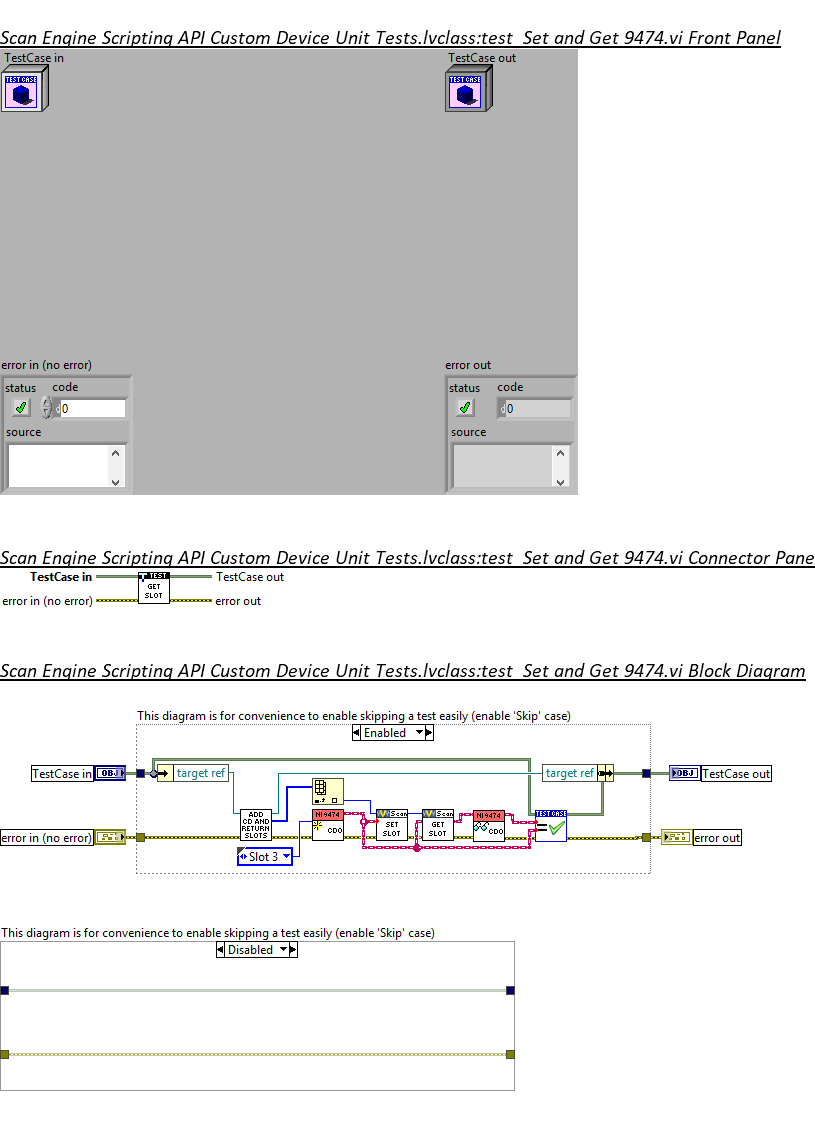 Scan Engine Scripting API Custom Device Unit Tests.lvclass:test  Set and Get 9474.vi Front Panel
TestCase in
TestCase out
TEST CASE
TEST CASE
error in (no error)
error out
status code
status code
d 0
d 0
source
source
Scan Engine Scripting API Custom Device Unit Tests.lvclass:test  Set and Get 9474.vi Connector Pane
TestCase in
TEST
GET
SLOT
TestCase out
error in (no error)
error out
Scan Engine Scripting API Custom Device Unit Tests.lvclass:test  Set and Get 9474.vi Block Diagram
This diagram is for convenience to enable skipping a test easily (enable 'Skip' case)
Enabled
TestCase in
OBJ
target ref
target ref
OBJ
TestCase out
ADD
CD AND
RETURN
SLOTS
NI 9474
CDO
Scan
SET
SLOT
Scan
GET
SLOT
NI 9474
CDO
TEST CASE
error in (no error)
error out
Slot 3
This diagram is for convenience to enable skipping a test easily (enable 'Skip' case)
Disabled